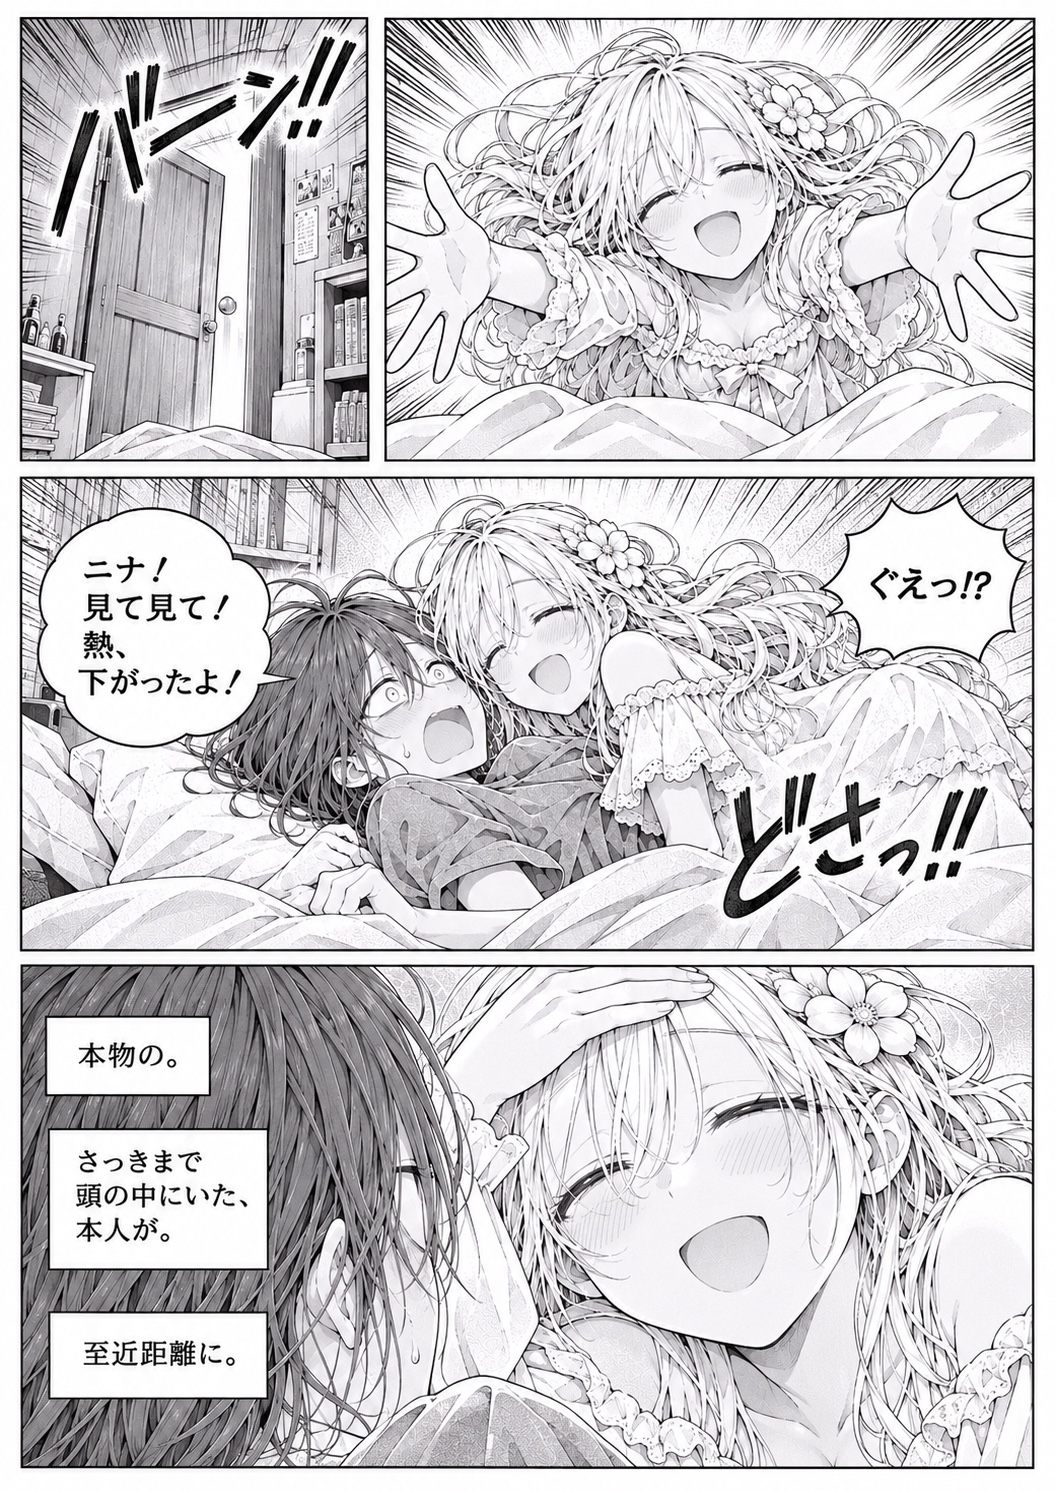 バーン!!
ぐえっ!?
ニナ！
見て見て！
熱、
下がったよ！
どさっ!!
本物の。
さっきまで
頭の中にいた、
本人が。
至近距離に。